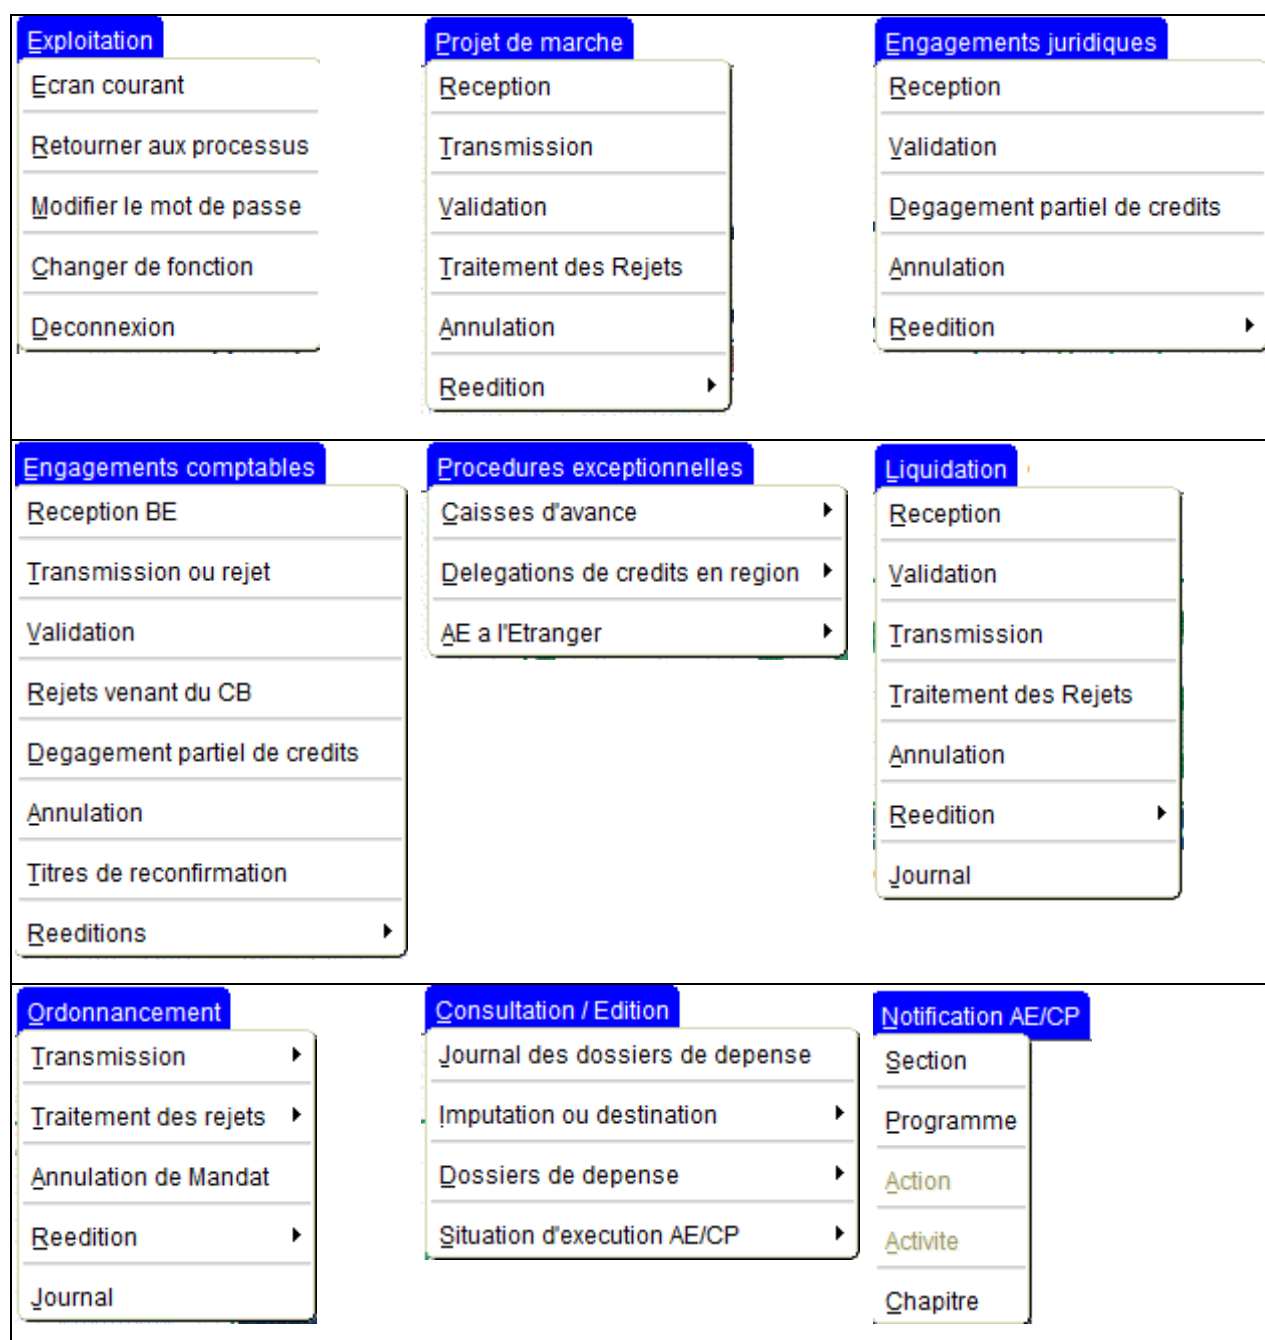 Exploitation
Ecran courant
Retourner aux processus
Modifier le mot de passe
Changer de fonction
Deconnexion
Projet de marche
Reception
Transmission
Validation
Traitement des Rejets
Annulation
Reedition
Engagements juridiques
Reception
Validation
Degagement partiel de credits
Annulation
Reedition
Engagements comptables
Reception BE
Transmission ou rejet
Validation
Rejets venant du CB
Degagement partiel de credits
Annulation
Titres de reconfirmation
Reeditions
Procedures exceptionnelles
Caisses d'avance
Delegations de credits en region
AE a l'Etranger
Liquidation
Reception
Validation
Transmission
Traitement des Rejets
Annulation
Reedition
Journal
Ordonnancement
Transmission
Traitement des rejets
Annulation de Mandat
Reedition
Journal
Consultation / Edition
Journal des dossiers de depense
Imputation ou destination
Dossiers de depense
Situation d'execution AE/CP
Notification AE/CP
Section
Programme
Action
Activite
Chapitre